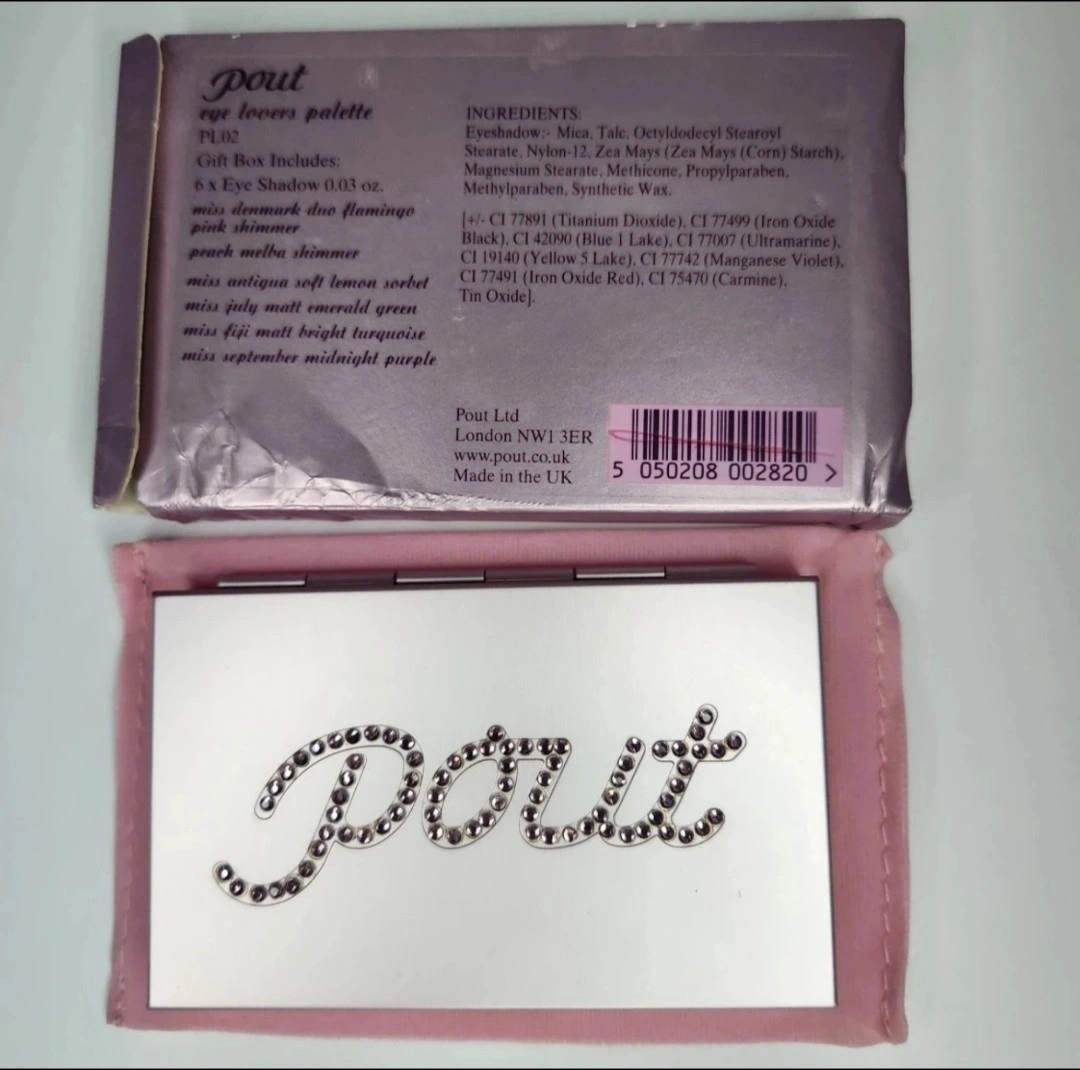 pout
eye lovers palette
PL02
Gift Box Includes:
6 x Eye Shadow 0.03 oz.
miss denmark duo flamingo
pink shimmer
peach melba shimmer
miss antigua soft lemon sorbet
miss july matt emerald green
miss fiji matt bright turquoise
miss september midnight purple
INGREDIENTS:
Eyeshadow:- Mica, Talc, Octyldodecyl Stearoyl
Stearate, Nylon-12, Zea Mays (Zea Mays (Corn) Starch),
Magnesium Stearate, Methicone, Propylparaben,
Methylparaben, Synthetic Wax.
[+/- CI 77891 (Titanium Dioxide), CI 77499 (Iron Oxide
Black), CI 42090 (Blue 1 Lake), CI 77007 (Ultramarine),
CI 19140 (Yellow 5 Lake), CI 77742 (Manganese Violet),
CI 77491 (Iron Oxide Red), CI 75470 (Carmine),
Tin Oxide].
Pout Ltd
London NW1 3ER
www.pout.co.uk
Made in the UK
5 050208 002820 >
pout